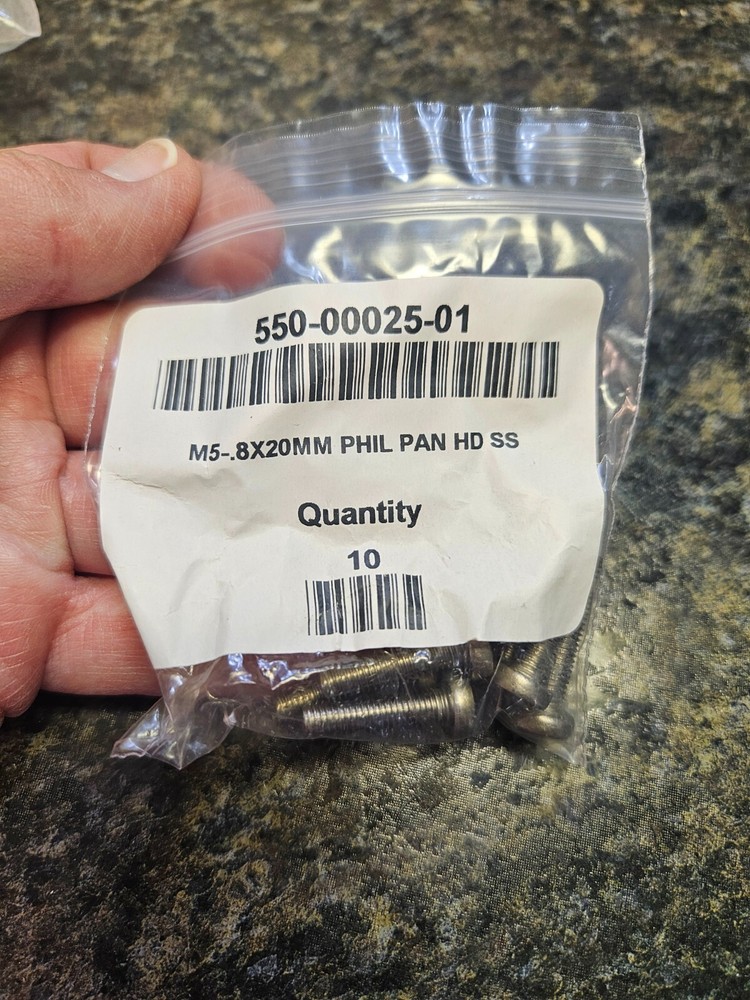 550-00025-01
M5-.8X20MM PHIL PAN HD SS
Quantity
10